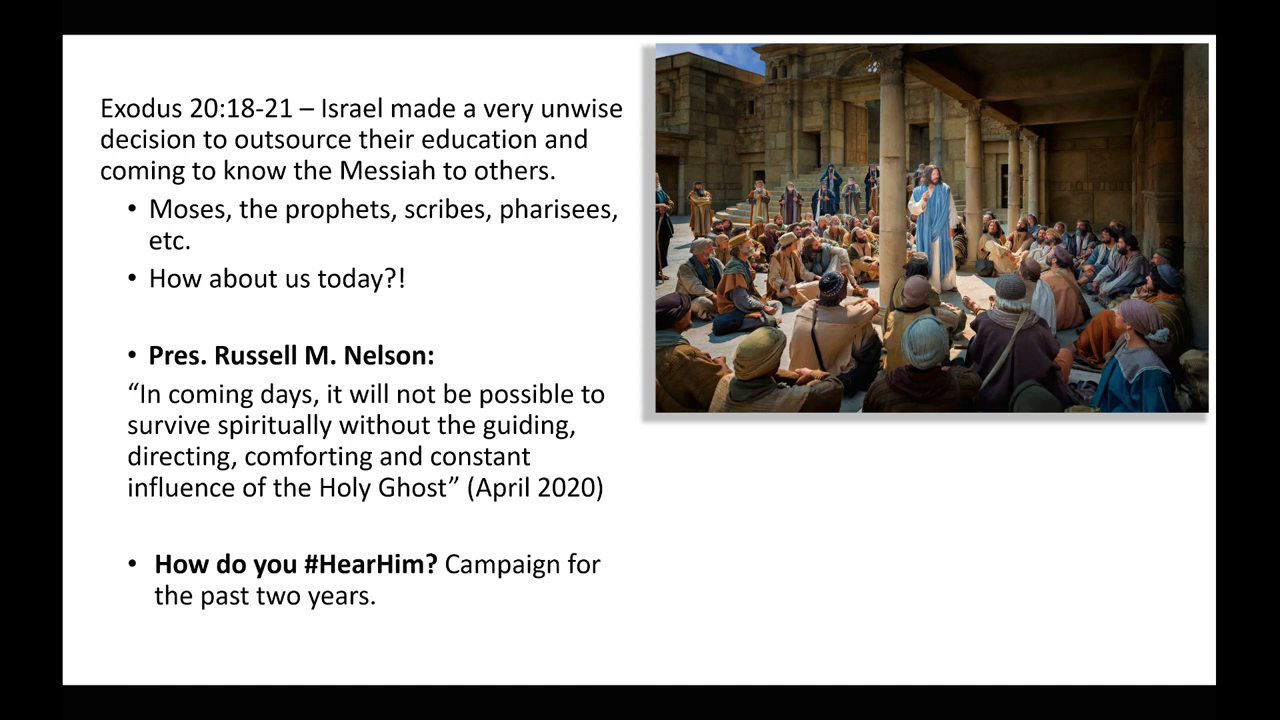 Exodus 20:18-21 – Israel made a very unwise
decision to outsource their education and
coming to know the Messiah to others.
• Moses, the prophets, scribes, pharisees,
etc.
• How about us today?!
• Pres. Russell M. Nelson:
“In coming days, it will not be possible to
survive spiritually without the guiding,
directing, comforting and constant
influence of the Holy Ghost” (April 2020)
• How do you #HearHim? Campaign for
the past two years.